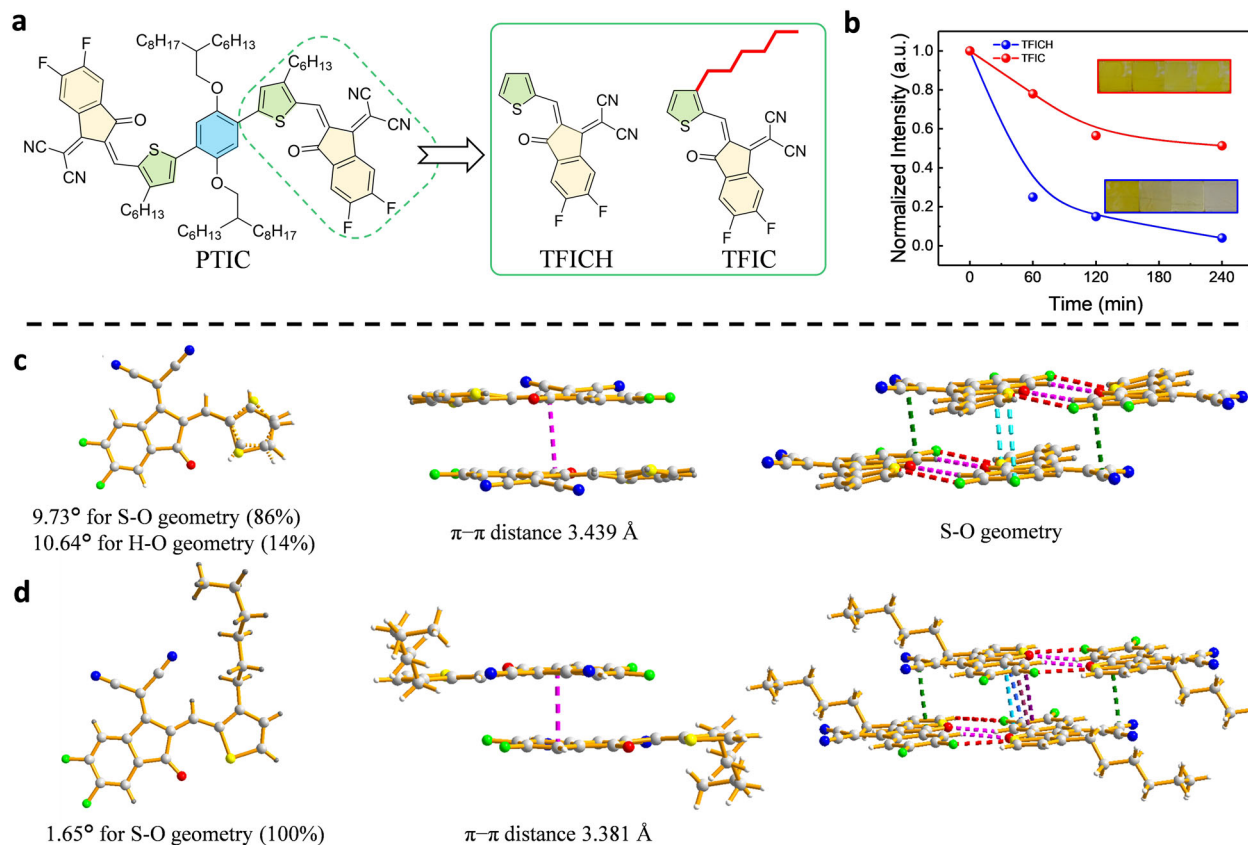 a
C₈H₁₇
C₆H₁₃
F
F
O
O
C₆H₁₃
S
CN
CN
O
F
F
NC
CN
S
C₆H₁₃
O
C₆H₁₃
C₈H₁₇
PTIC
S
CN
CN
O
F
F
TFICH
S
CN
CN
O
F
F
TFIC
b
Normalized Intensity (a.u.)
1.0
0.8
0.6
0.4
0.2
0.0
TFICH
TFIC
0 60 120 180 240
Time (min)
c
9.73° for S-O geometry (86%)
10.64° for H-O geometry (14%)
π–π distance 3.439 Å
S-O geometry
d
1.65° for S-O geometry (100%)
π–π distance 3.381 Å